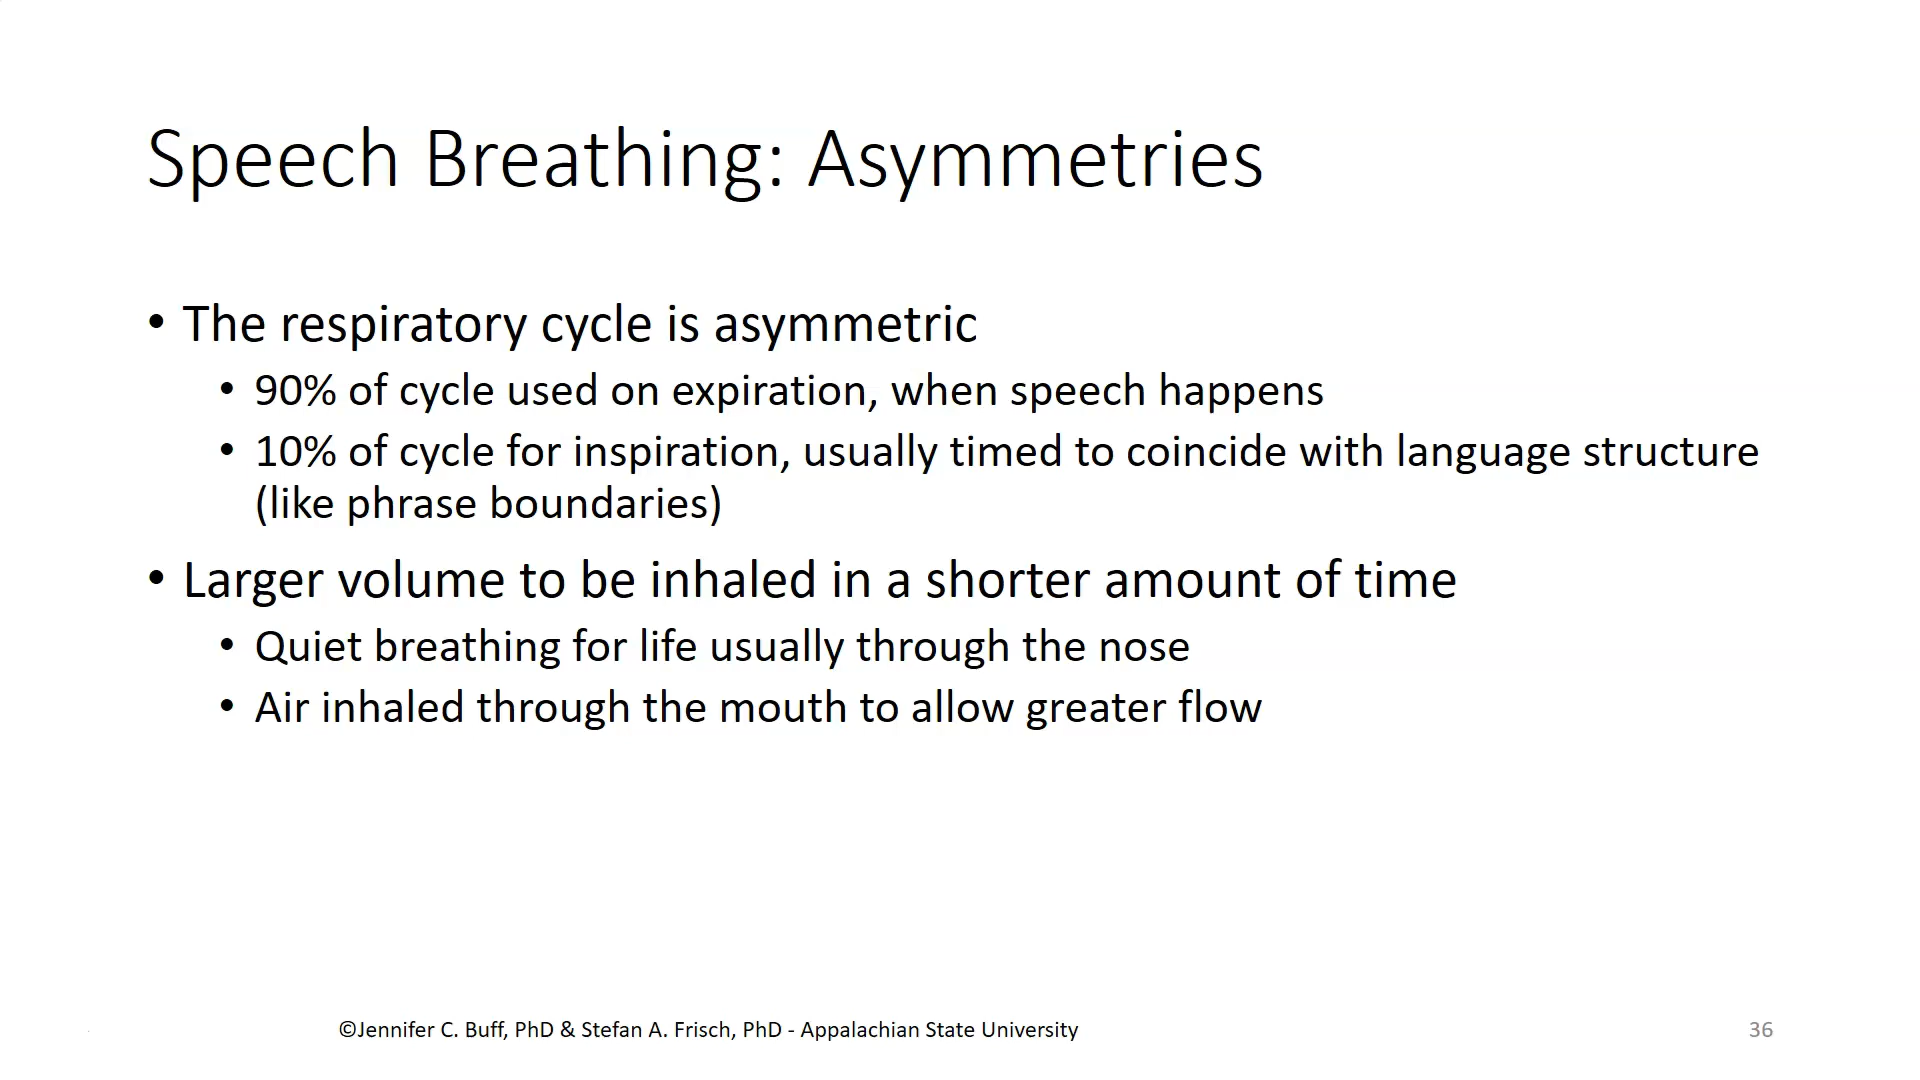 Speech Breathing: Asymmetries
• The respiratory cycle is asymmetric
• 90% of cycle used on expiration, when speech happens
• 10% of cycle for inspiration, usually timed to coincide with language structure
(like phrase boundaries)
• Larger volume to be inhaled in a shorter amount of time
• Quiet breathing for life usually through the nose
• Air inhaled through the mouth to allow greater flow
©Jennifer C. Buff, PhD & Stefan A. Frisch, PhD - Appalachian State University
36